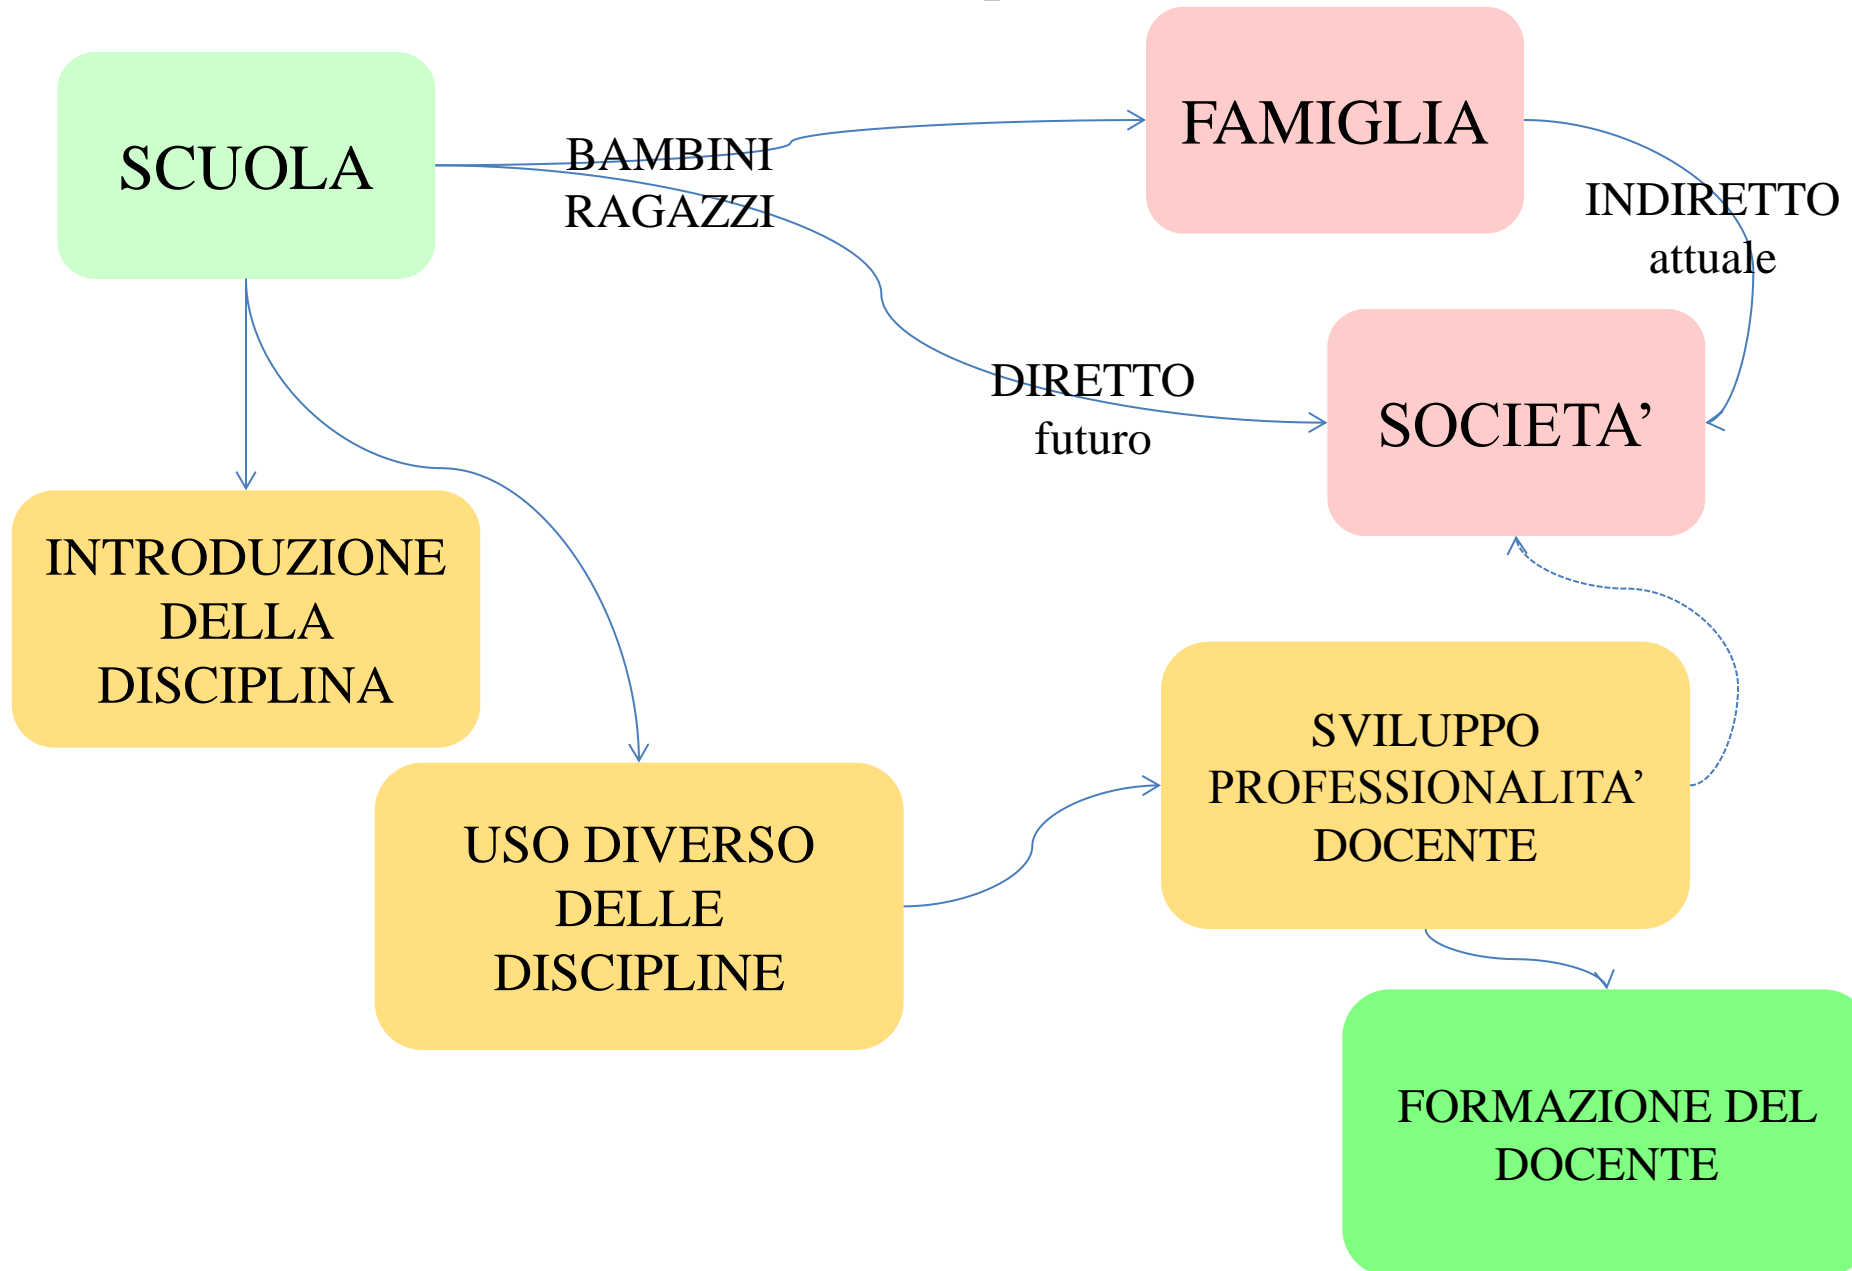 SCUOLA
BAMBINI
RAGAZZI
FAMIGLIA
INDIRETTO
attuale
DIRETTO
futuro
SOCIETA’
INTRODUZIONE
DELLA
DISCIPLINA
USO DIVERSO
DELLE
DISCIPLINE
SVILUPPO
PROFESSIONALITA’
DOCENTE
FORMAZIONE DEL
DOCENTE